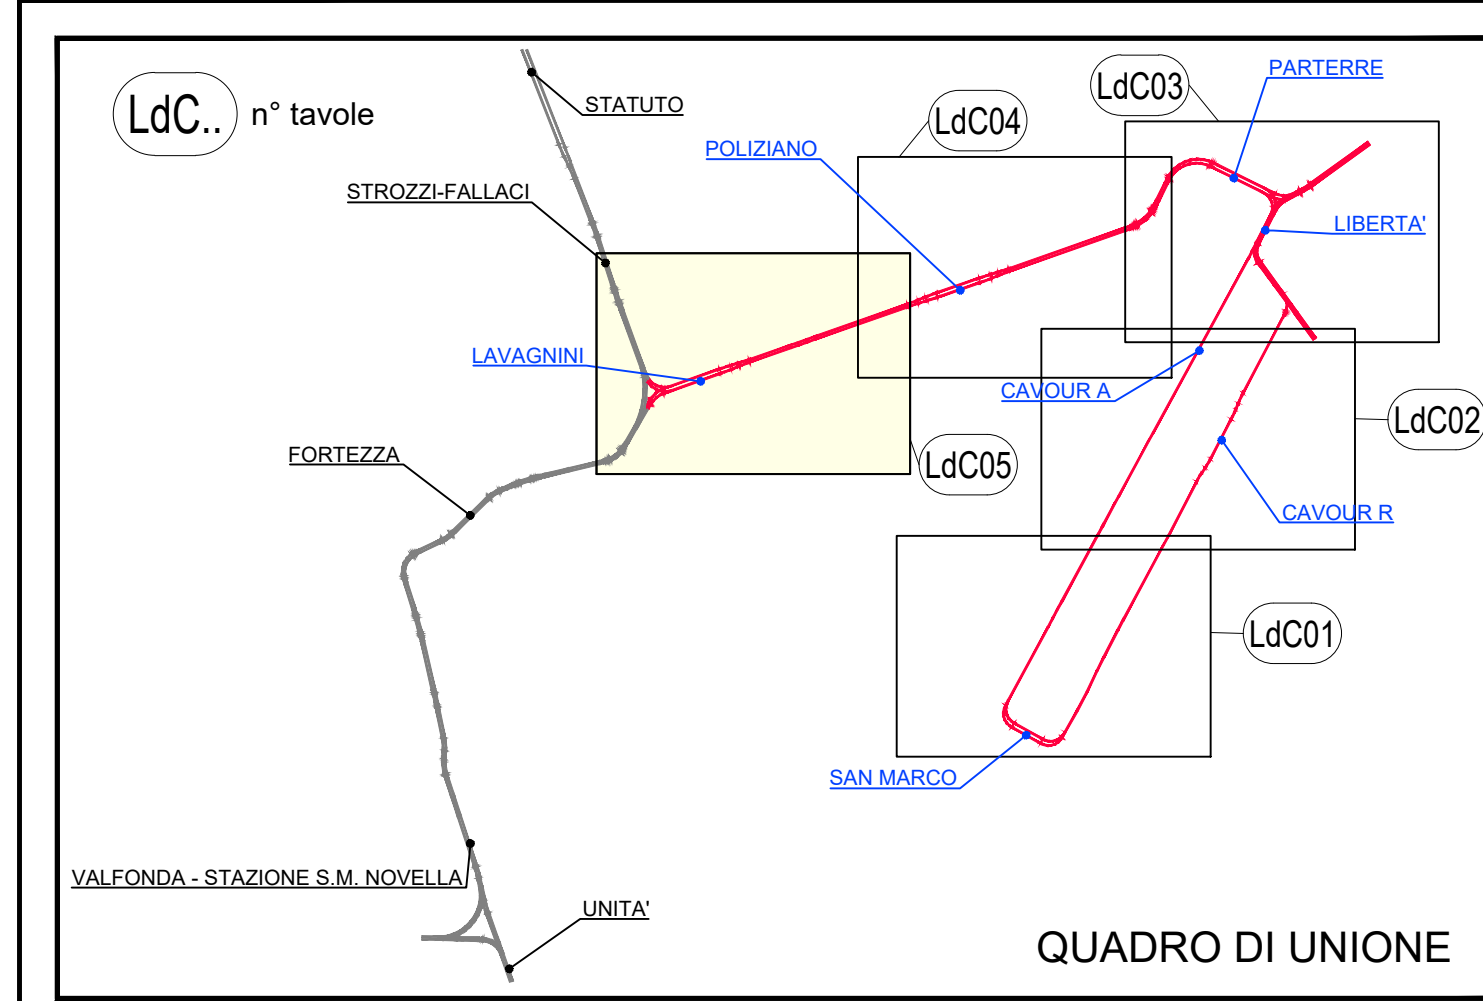 LdC.. n° tavole
STATUTO
STROZZI-FALLACI
POLIZIANO
LdC04
LdC03
PARTERRE
LIBERTA'
LAVAGNINI
CAVOUR A
LdC02
FORTEZZA
LdC05
CAVOUR R
LdC01
SAN MARCO
VALFONDA - STAZIONE S.M. NOVELLA
UNITA'
QUADRO DI UNIONE